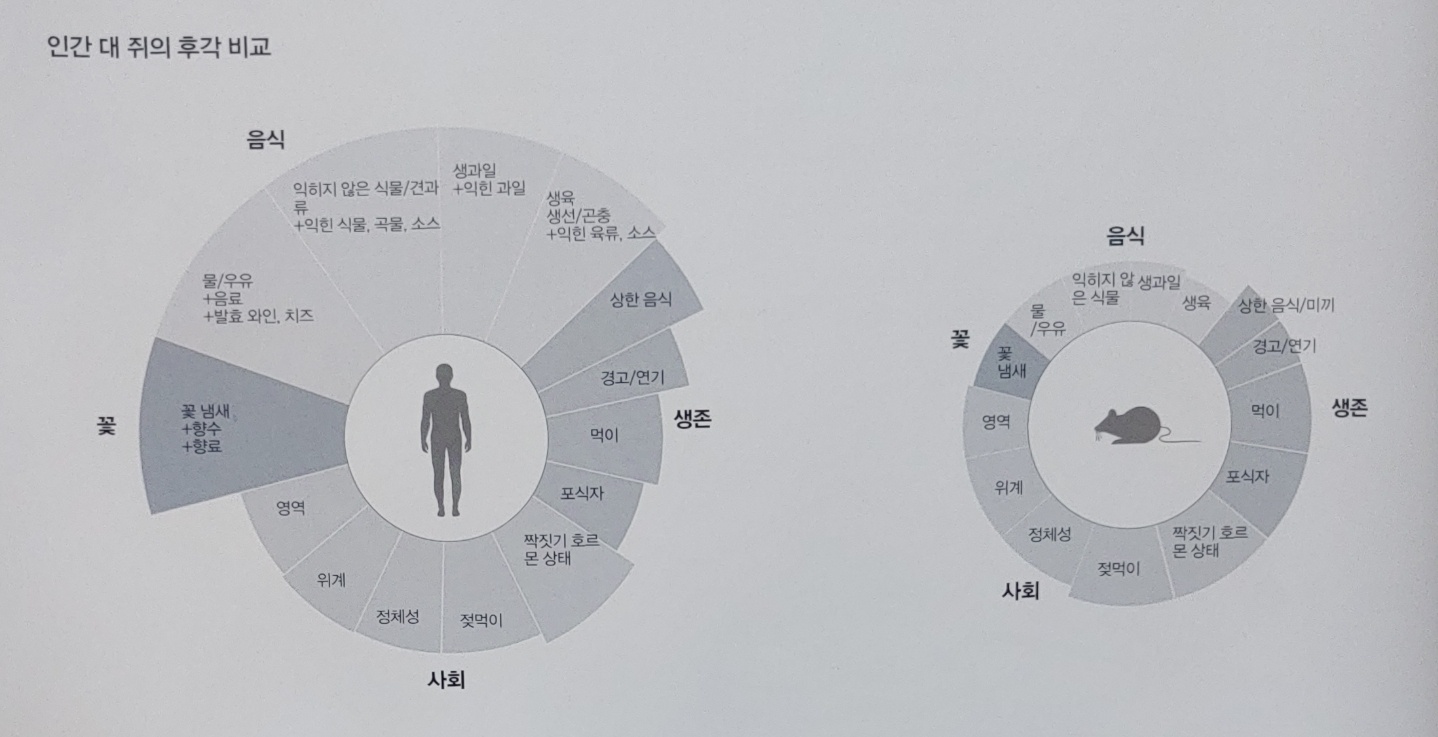 인간 대 쥐의 후각 비교
음식
물/우유
+음료
+발효 와인, 치즈
익히지 않은 식물/견과
류
+익힌 식물, 곡물, 소스
생과일
+익힌 과일
생육
생선/곤충
+익힌 육류, 소스
상한 음식
경고/연기
먹이
포식자
생존
짝짓기 호르
몬 상태
젖먹이
정체성
위계
영역
사회
꽃
꽃 냄새
+향수
+향료
음식
물
/우유
익히지 않
은 식물
생과일
생육
상한 음식/미끼
경고/연기
먹이
포식자
생존
짝짓기 호르
몬 상태
젖먹이
정체성
위계
영역
사회
꽃
꽃
냄새